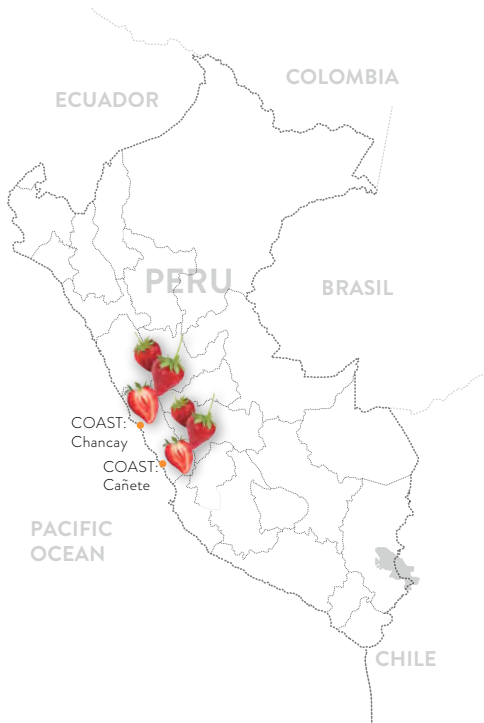 COLOMBIA
ECUADOR
PERU
BRASIL
COAST:
Chancay
COAST:
Cañete
PACIFIC
OCEAN
CHILE